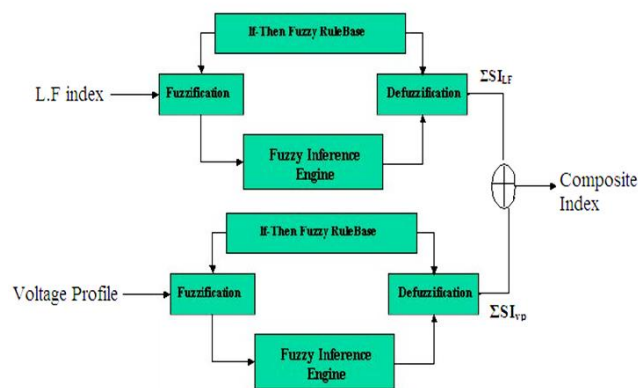 If-Then Fuzzy RuleBase
ΣSI_LF
L.F index
Fuzzification
Defuzzification
Fuzzy Inference
Engine
Composite
Index
If-Then Fuzzy RuleBase
Voltage Profile
Fuzzification
Defuzzification
ΣSI_vp
Fuzzy Inference
Engine